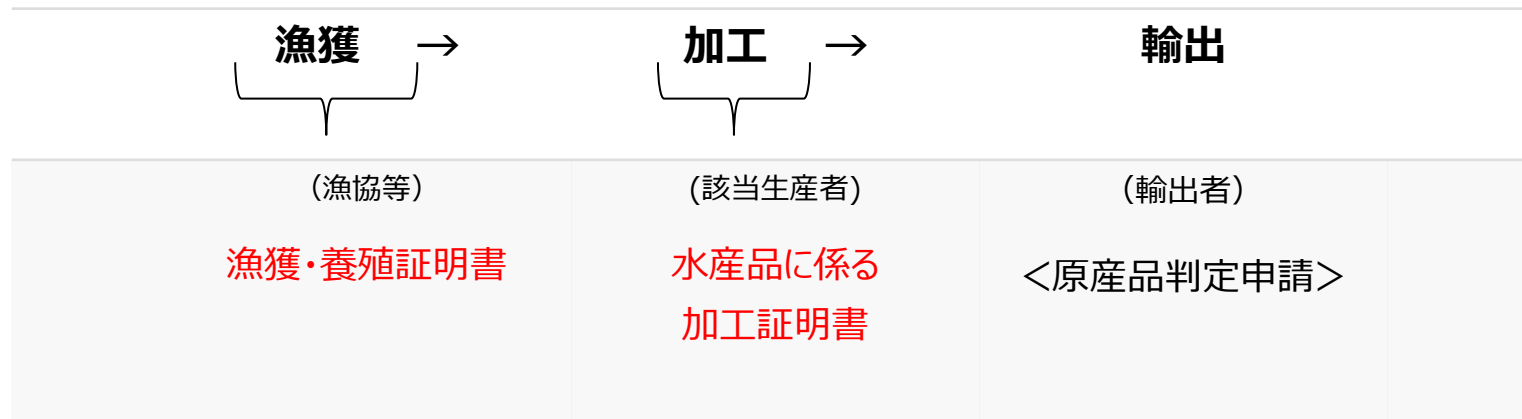 漁獲 → 加工 → 輸出
（漁協等） (該当生産者) （輸出者）
漁獲・養殖証明書 水産品に係る 加工証明書 <原産品判定申請>